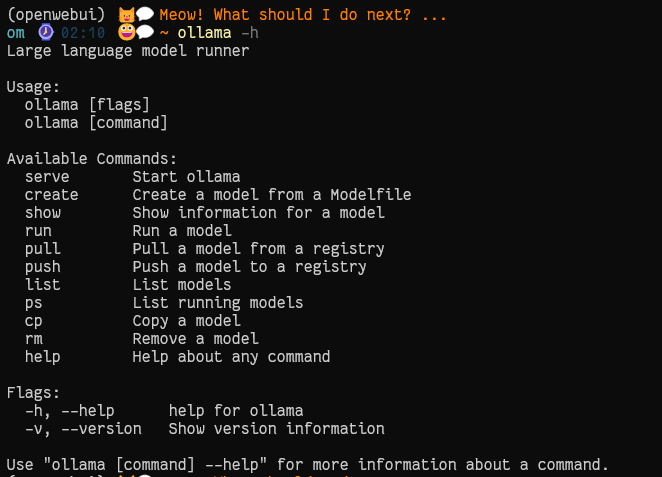 (openwebui) Meow! What should I do next? ...
om 02:10 ~ ollama -h
Large language model runner

Usage:
  ollama [flags]
  ollama [command]

Available Commands:
  serve       Start ollama
  create      Create a model from a Modelfile
  show        Show information for a model
  run         Run a model
  pull        Pull a model from a registry
  push        Push a model to a registry
  list        List models
  ps          List running models
  cp          Copy a model
  rm          Remove a model
  help        Help about any command

Flags:
  -h, --help      help for ollama
  -v, --version   Show version information

Use "ollama [command] --help" for more information about a command.